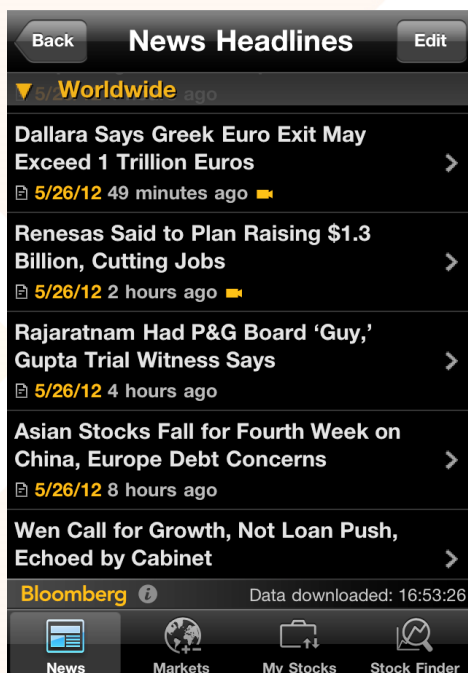 Back
News Headlines
Edit
Worldwide
Dallara Says Greek Euro Exit May
Exceed 1 Trillion Euros
5/26/12 49 minutes ago
Renesas Said to Plan Raising $1.3
Billion, Cutting Jobs
5/26/12 2 hours ago
Rajaratnam Had P&G Board ‘Guy,’
Gupta Trial Witness Says
5/26/12 4 hours ago
Asian Stocks Fall for Fourth Week on
China, Europe Debt Concerns
5/26/12 8 hours ago
Wen Call for Growth, Not Loan Push,
Echoed by Cabinet
Bloomberg
Data downloaded: 16:53:26
News
Markets
My Stocks
Stock Finder